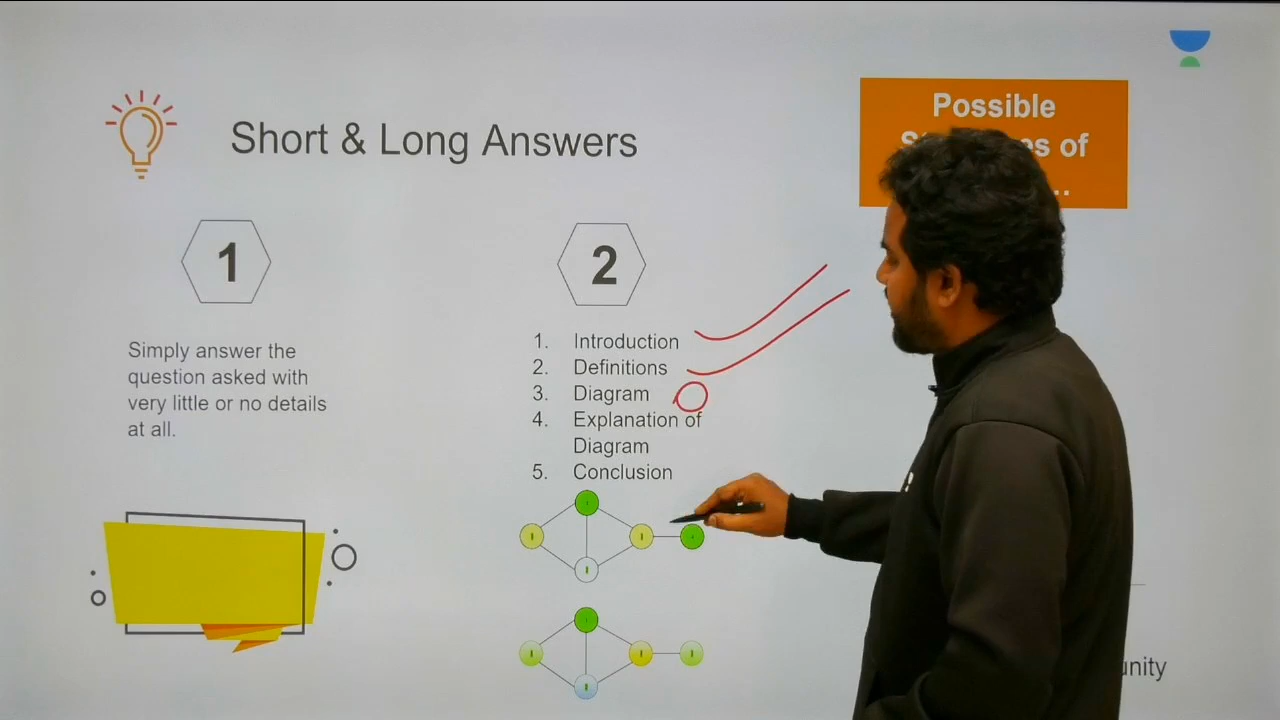 Possible
of
Short & Long Answers
1
2
Simply answer the
question asked with
very little or no details
at all.
1. Introduction
2. Definitions
3. Diagram
4. Explanation of
Diagram
5. Conclusion